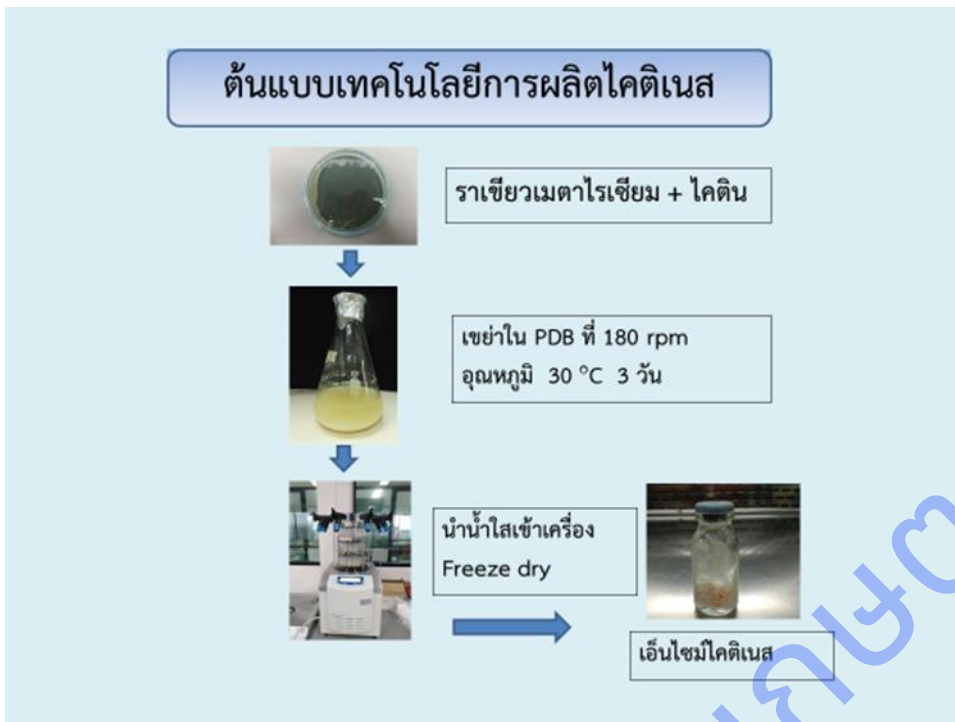 ต้นแบบเทคโนโลยีการผลิตไคติเนส
ราเขียวเมตาไรเซียม + ไคติน
เขย่าใน PDB ที่ 180 rpm
อุณหภูมิ 30 °C 3 วัน
นำน้ำใสเข้าเครื่อง
Freeze dry
เอ็นไซม์ไคติเนส